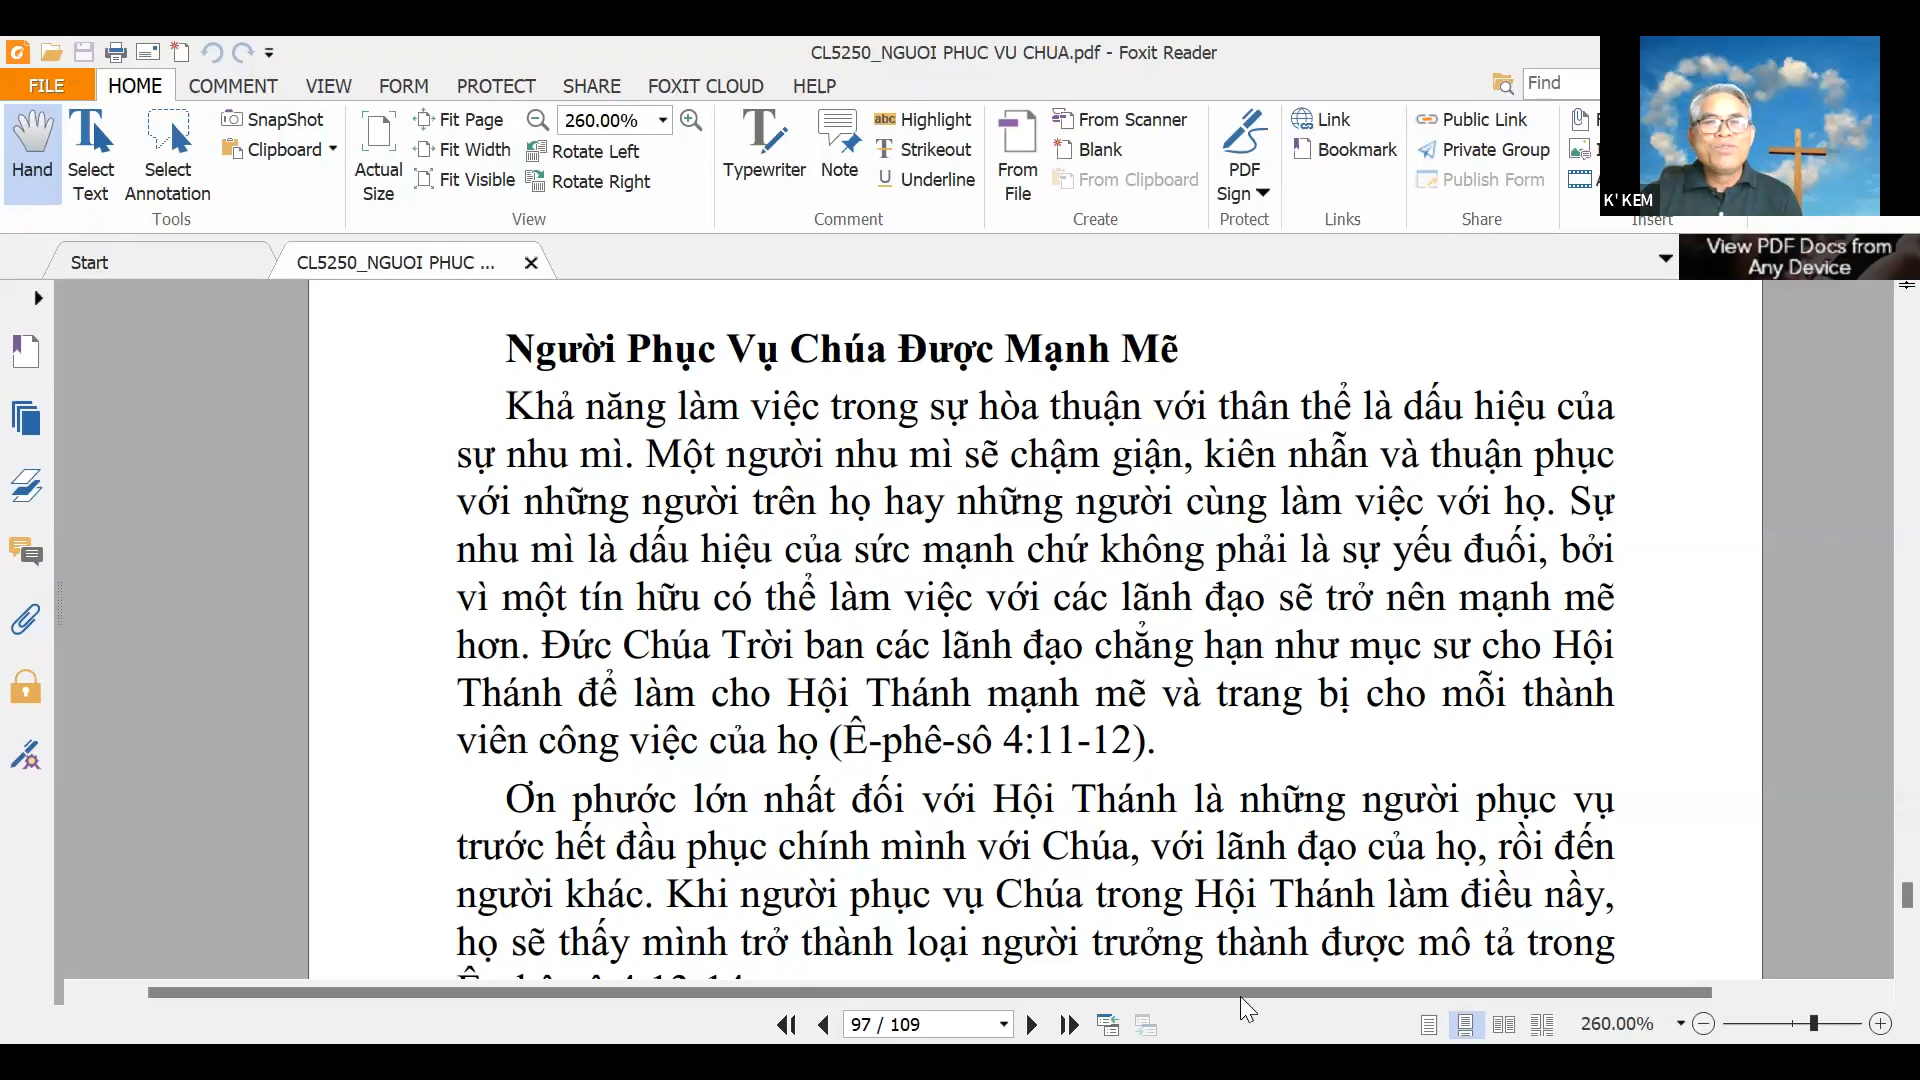 CL5250_NGUOI PHUC VU CHUA.pdf - Foxit Reader
FILE HOME COMMENT VIEW FORM PROTECT SHARE FOXIT CLOUD HELP Find
Hand
Select Text
Select Annotation
SnapShot
Clipboard
Tools
Actual Size
Fit Page
Fit Width
Fit Visible
260.00%
Rotate Left
Rotate Right
View
Typewriter
Note
Highlight
Strikeout
Underline
Comment
From File
From Scanner
Blank
From Clipboard
Create
PDF Sign
Protect
Link
Bookmark
Links
Public Link
Private Group
Publish Form
Share
Insert
K' KEM
Start
CL5250_NGUOI PHUC ...
View PDF Docs from
Any Device
Người Phục Vụ Chúa Được Mạnh Mẽ
Khả năng làm việc trong sự hòa thuận với thân thể là dấu hiệu của
sự nhu mì. Một người nhu mì sẽ chậm giận, kiên nhẫn và thuận phục
với những người trên họ hay những người cùng làm việc với họ. Sự
nhu mì là dấu hiệu của sức mạnh chứ không phải là sự yếu đuối, bởi
vì một tín hữu có thể làm việc với các lãnh đạo sẽ trở nên mạnh mẽ
hơn. Đức Chúa Trời ban các lãnh đạo chẳng hạn như mục sư cho Hội
Thánh để làm cho Hội Thánh mạnh mẽ và trang bị cho mỗi thành
viên công việc của họ (Ê-phê-sô 4:11-12).
Ơn phước lớn nhất đối với Hội Thánh là những người phục vụ
trước hết đầu phục chính mình với Chúa, với lãnh đạo của họ, rồi đến
người khác. Khi người phục vụ Chúa trong Hội Thánh làm điều nầy,
họ sẽ thấy mình trở thành loại người trưởng thành được mô tả trong
97 / 109
260.00%